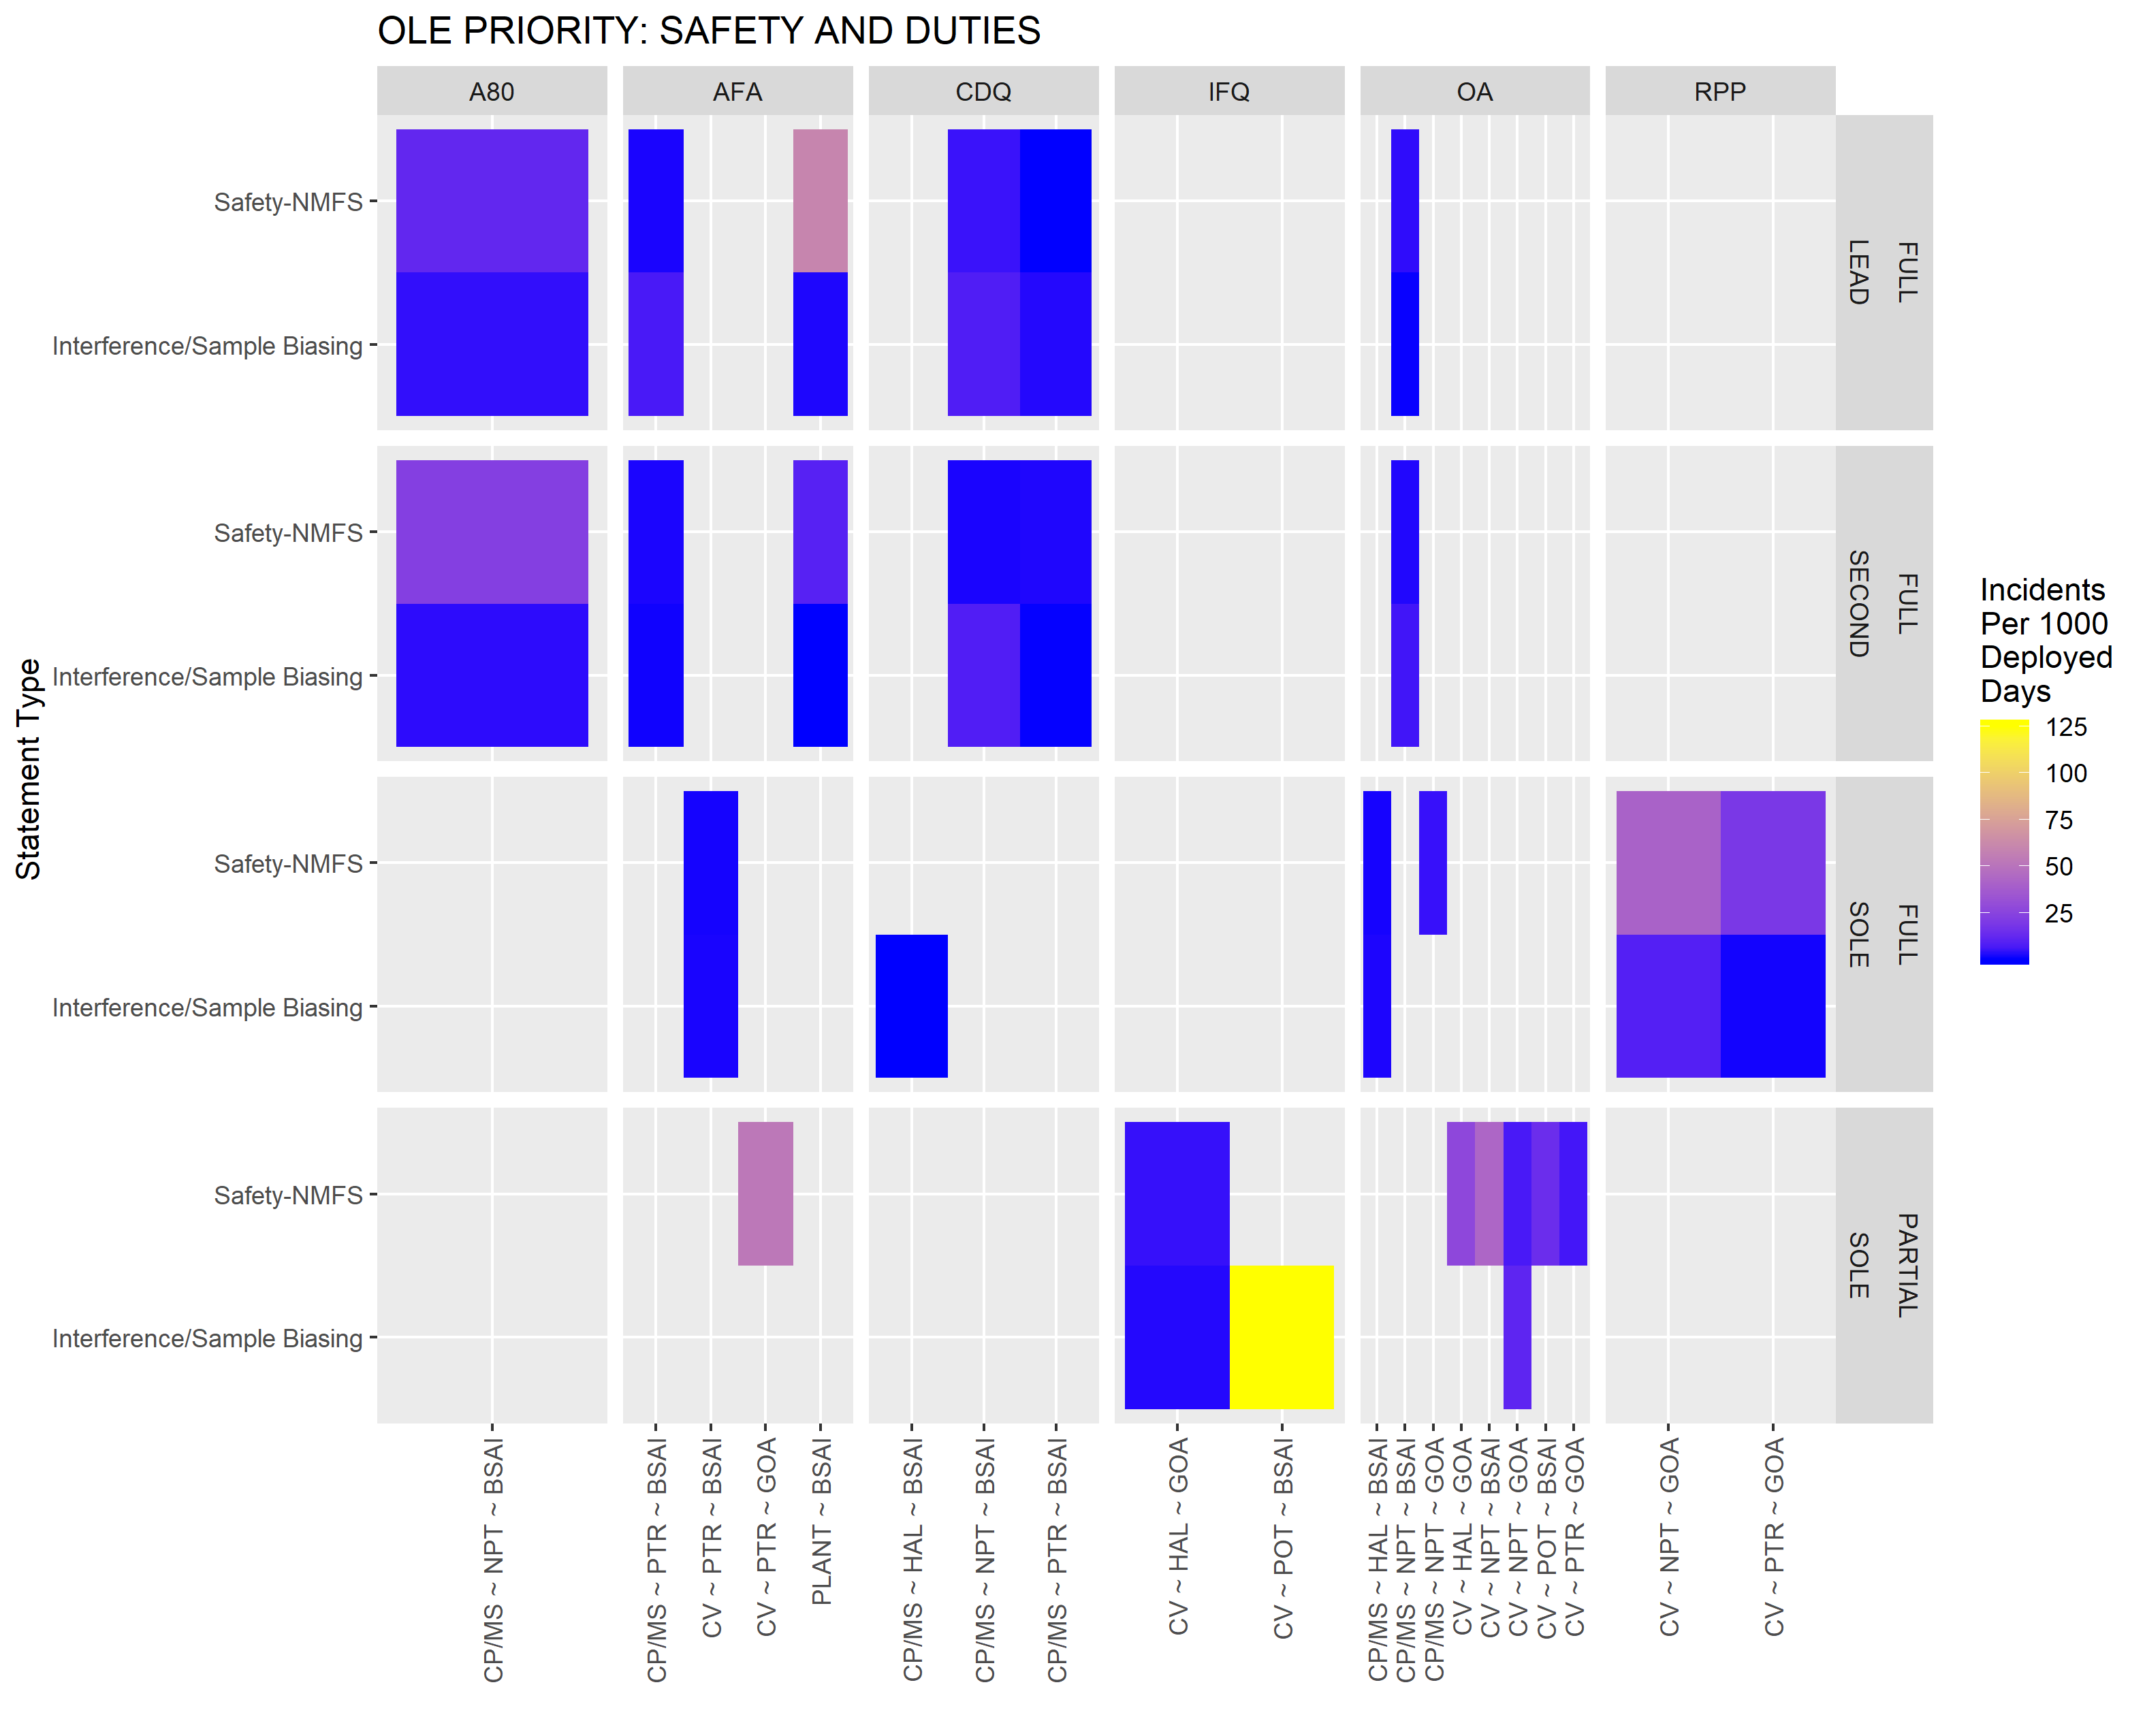 OLE PRIORITY: SAFETY AND DUTIES
A80
AFA
CDQ
IFQ
OA
RPP
Statement Type
Safety-NMFS
Interference/Sample Biasing
FULL
LEAD
Safety-NMFS
Interference/Sample Biasing
FULL
SECOND
Safety-NMFS
Interference/Sample Biasing
FULL
SOLE
Safety-NMFS
Interference/Sample Biasing
PARTIAL
SOLE
CP/MS ~ NPT ~ BSAI
CP/MS ~ PTR ~ BSAI
CV ~ PTR ~ BSAI
CV ~ PTR ~ GOA
PLANT ~ BSAI
CP/MS ~ HAL ~ BSAI
CP/MS ~ NPT ~ BSAI
CP/MS ~ PTR ~ BSAI
CV ~ HAL ~ GOA
CV ~ POT ~ BSAI
CP/MS ~ HAL ~ BSAI
CP/MS ~ NPT ~ BSAI
CP/MS ~ NPT ~ GOA
CV ~ HAL ~ GOA
CV ~ NPT ~ BSAI
CV ~ NPT ~ GOA
CV ~ POT ~ BSAI
CV ~ PTR ~ GOA
CV ~ NPT ~ GOA
CV ~ PTR ~ GOA
Incidents
Per 1000
Deployed
Days
125
100
75
50
25